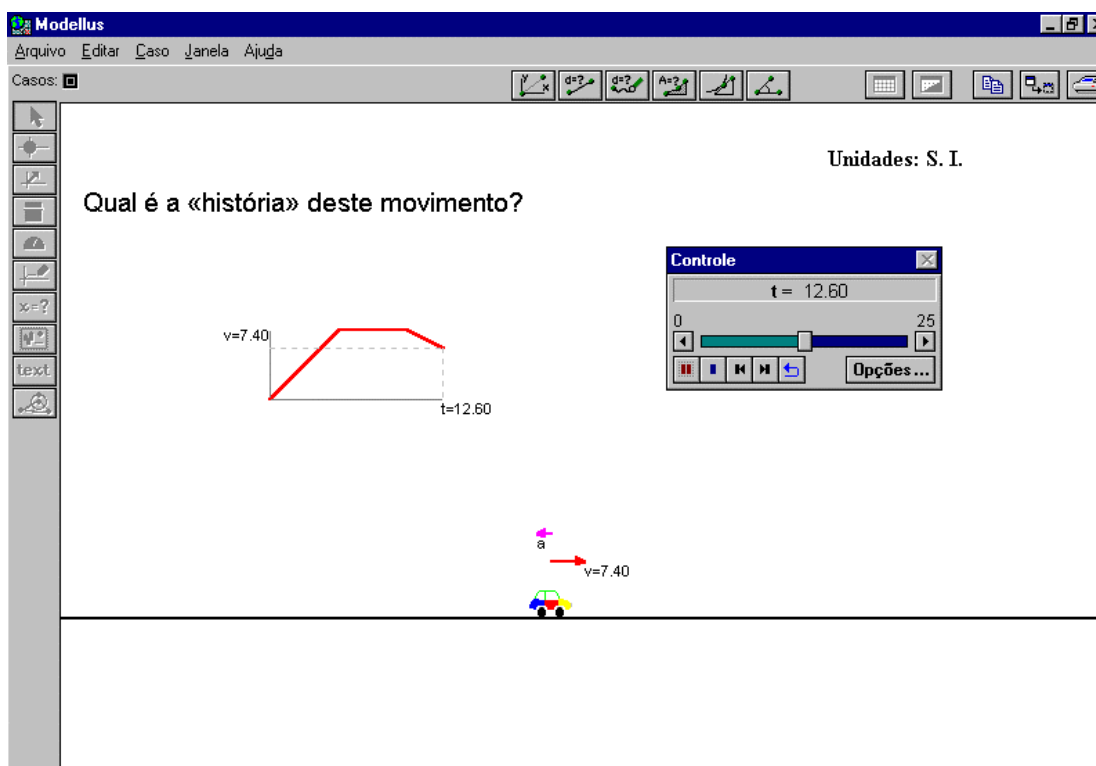 Modellus
Arquivo Editar Caso Janela Ajuda
Casos:
y x d=? d=? A=?
Unidades: S. I.
Qual é a «história» deste movimento?
Controle
t = 12.60
0 25
Opções...
v=7.40
t=12.60
x=?
text
a
v=7.40